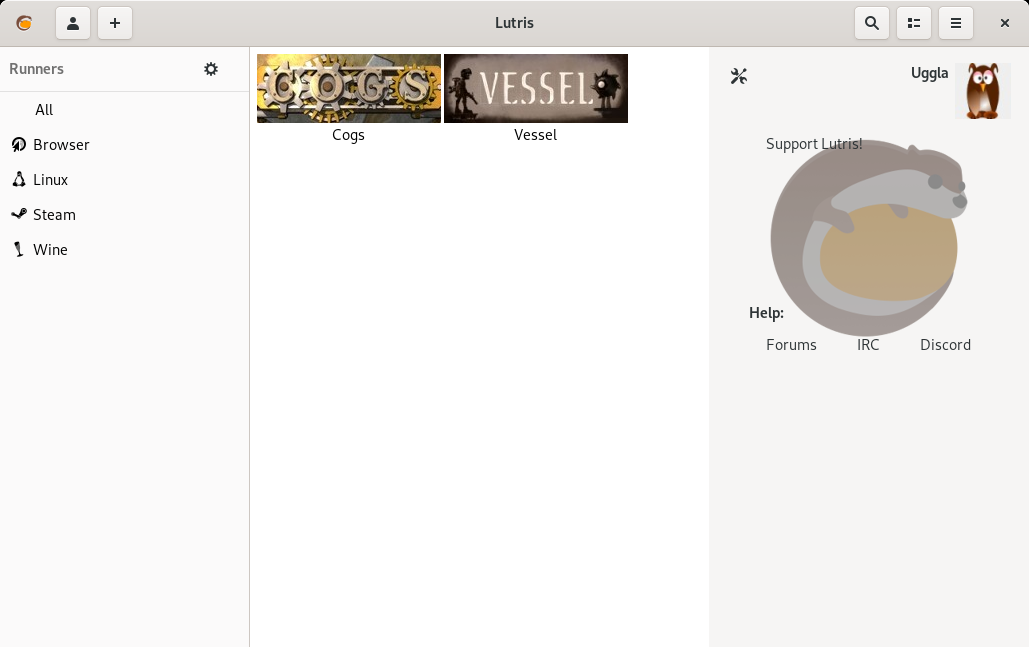 Lutris
Runners
All
Browser
Linux
Steam
Wine
COGS
Cogs
VESSEL
Vessel
Uggla
Support Lutris!
Help:
Forums IRC Discord